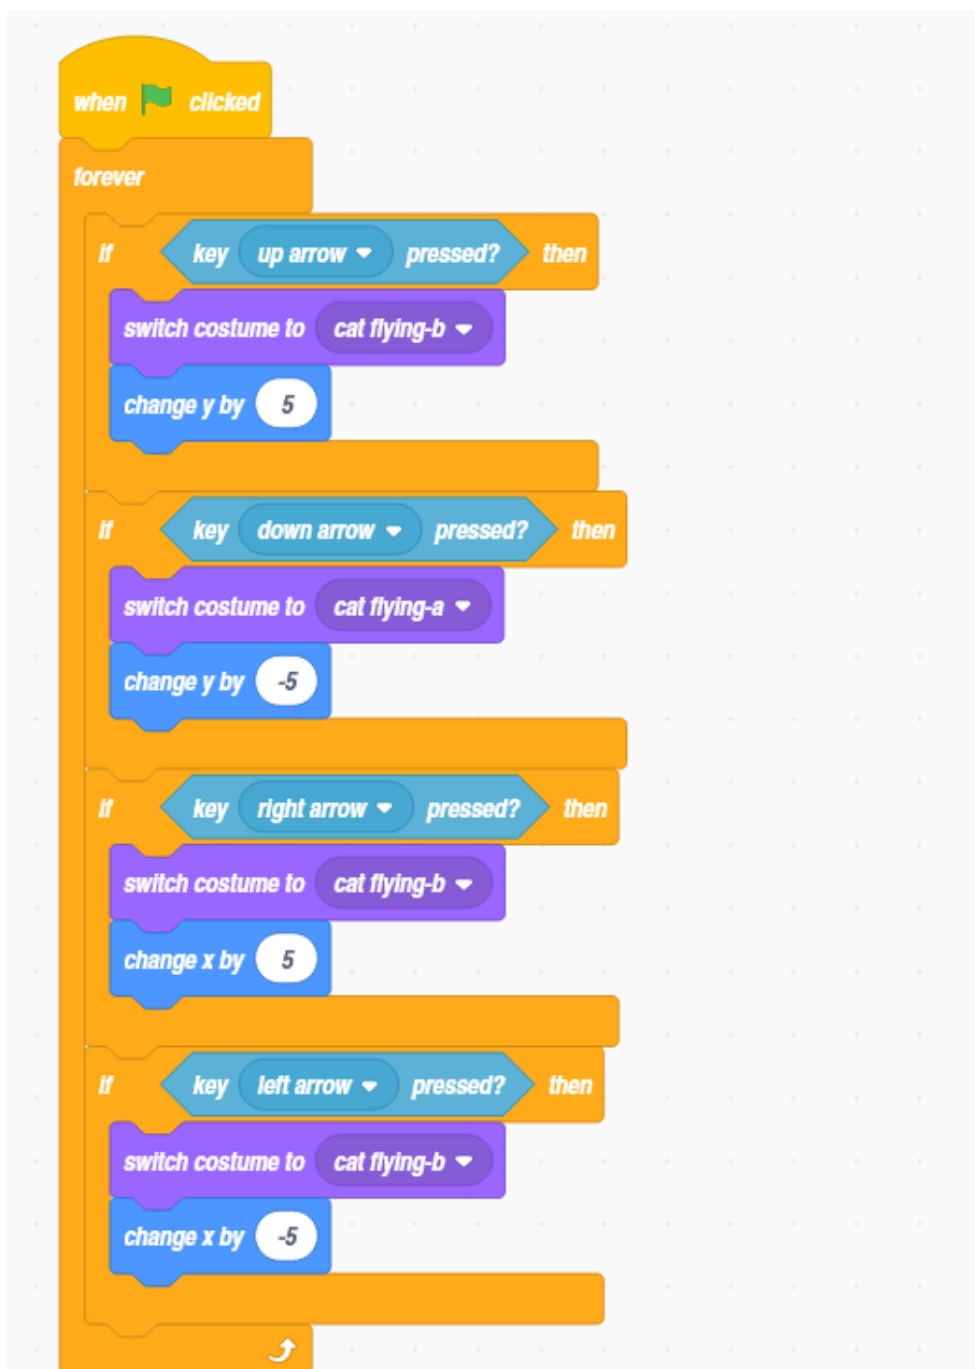 when clicked
forever
if key up arrow pressed? then
switch costume to cat flying-b
change y by 5
if key down arrow pressed? then
switch costume to cat flying-a
change y by -5
if key right arrow pressed? then
switch costume to cat flying-b
change x by 5
if key left arrow pressed? then
switch costume to cat flying-b
change x by -5